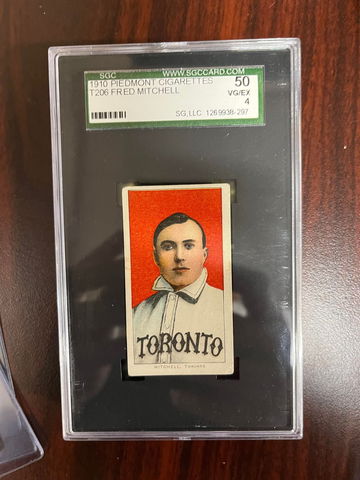 SGC WWW.SGCCARD.COM
1910 PIEDMONT CIGARETTES 50
T206 FRED MITCHELL VG/EX
4
SG,LLC 1269938-297
TORONTO
MITCHELL, TORONTO